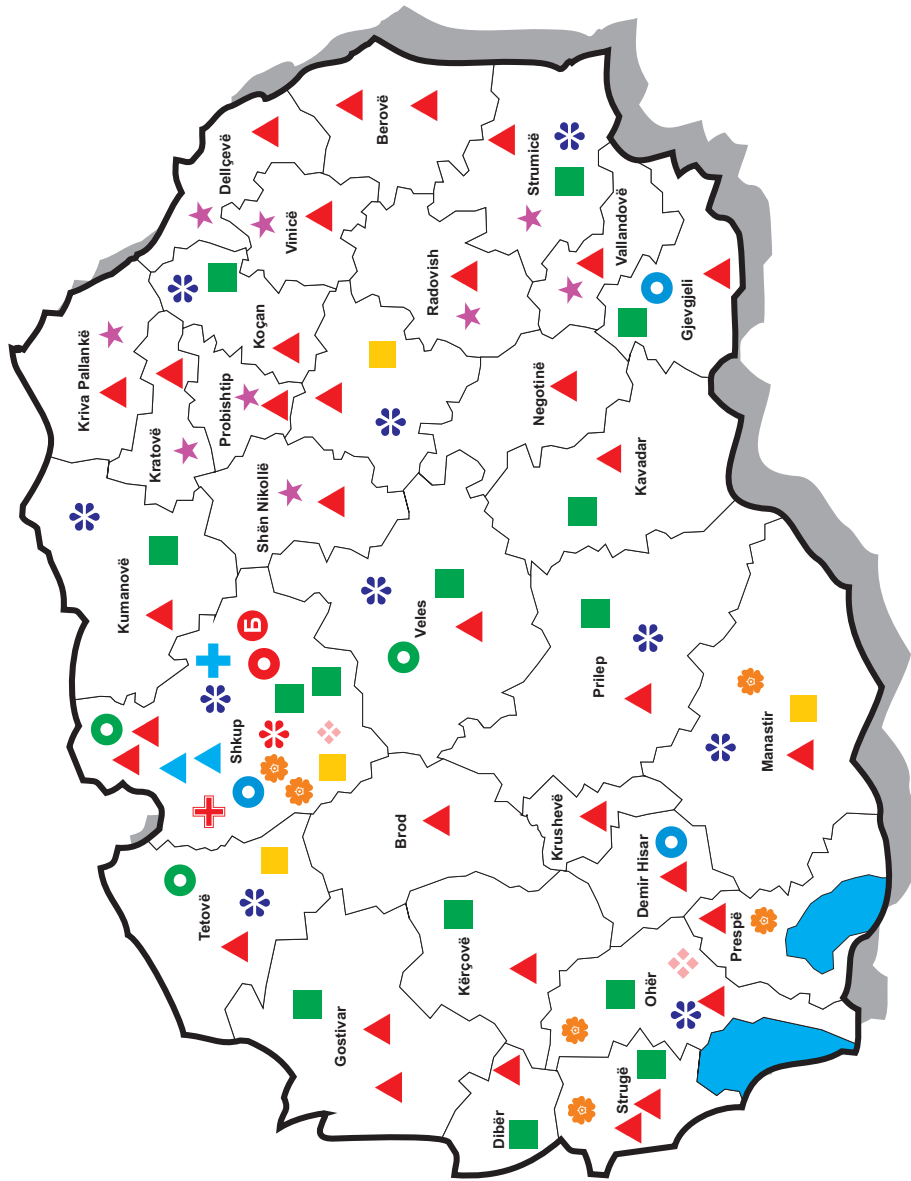 Kriva Pallankë
Dellçevë
Berovë
Kratovë
Vinicë
Kumanovë
Probishtip
Koçan
Shën Nikollë
Radovish
Strumicë
Shkup
Б
Veles
Negotinë
Vallandovë
Tetovë
Kavadar
Gjevgjeli
Gostivar
Brod
Prilep
Kërçovë
Krushevë
Manastir
Demir Hisar
Dibër
Ohër
Prespë
Strugë